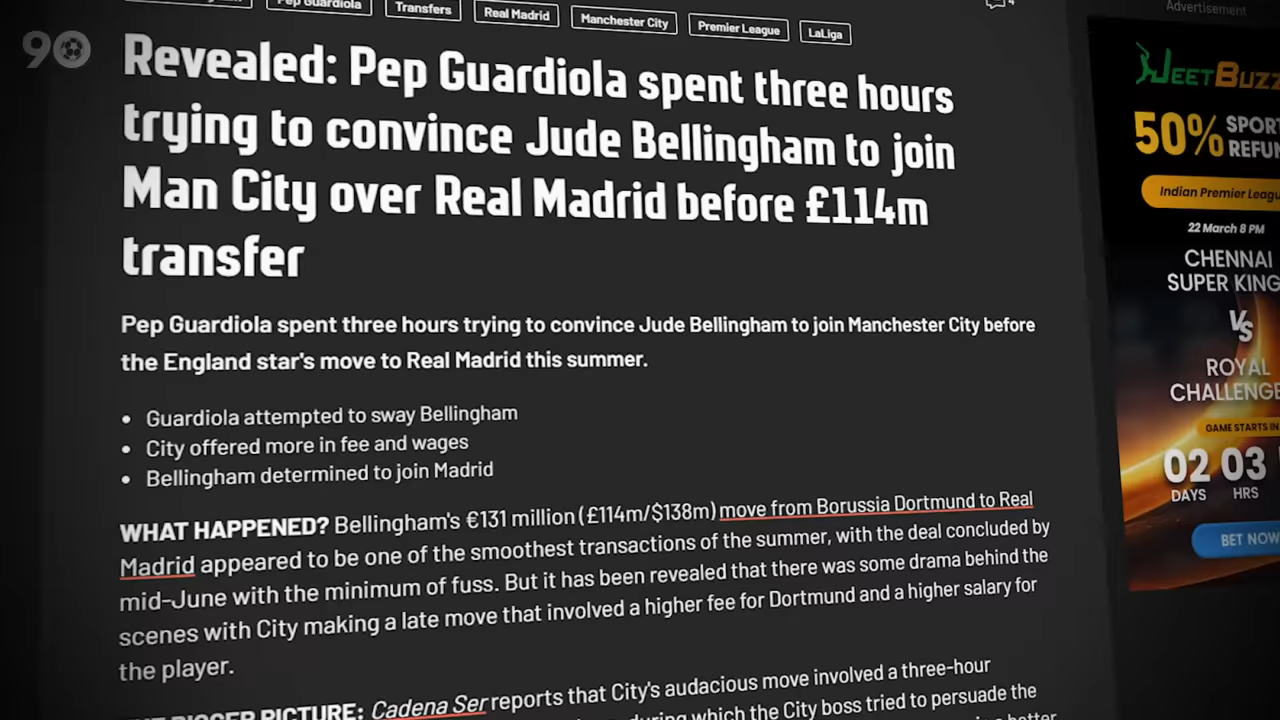 Pep Guardiola
Transfers
Real Madrid
Manchester City
Premier League
LaLiga
4
Advertisement
90
Revealed: Pep Guardiola spent three hours
trying to convince Jude Bellingham to join
Man City over Real Madrid before £114m
transfer
Pep Guardiola spent three hours trying to convince Jude Bellingham to join Manchester City before
the England star's move to Real Madrid this summer.
• Guardiola attempted to sway Bellingham
• City offered more in fee and wages
• Bellingham determined to join Madrid
WHAT HAPPENED? Bellingham's €131 million (£114m/$138m) move from Borussia Dortmund to Real
Madrid appeared to be one of the smoothest transactions of the summer, with the deal concluded by
mid-June with the minimum of fuss. But it has been revealed that there was some drama behind the
scenes with City making a late move that involved a higher fee for Dortmund and a higher salary for
the player.
BIGGER PICTURE: Cadena Ser reports that City's audacious move involved a three-hour
during which the City boss tried to persuade the
better
JEETBUZZ
50% SPORT
REFUN
Indian Premier Leagu
22 March 8 PM
CHENNAI
SUPER KING
VS
ROYAL
CHALLENGE
GAME STARTS IN
02 03
DAYS HRS
BET NOW